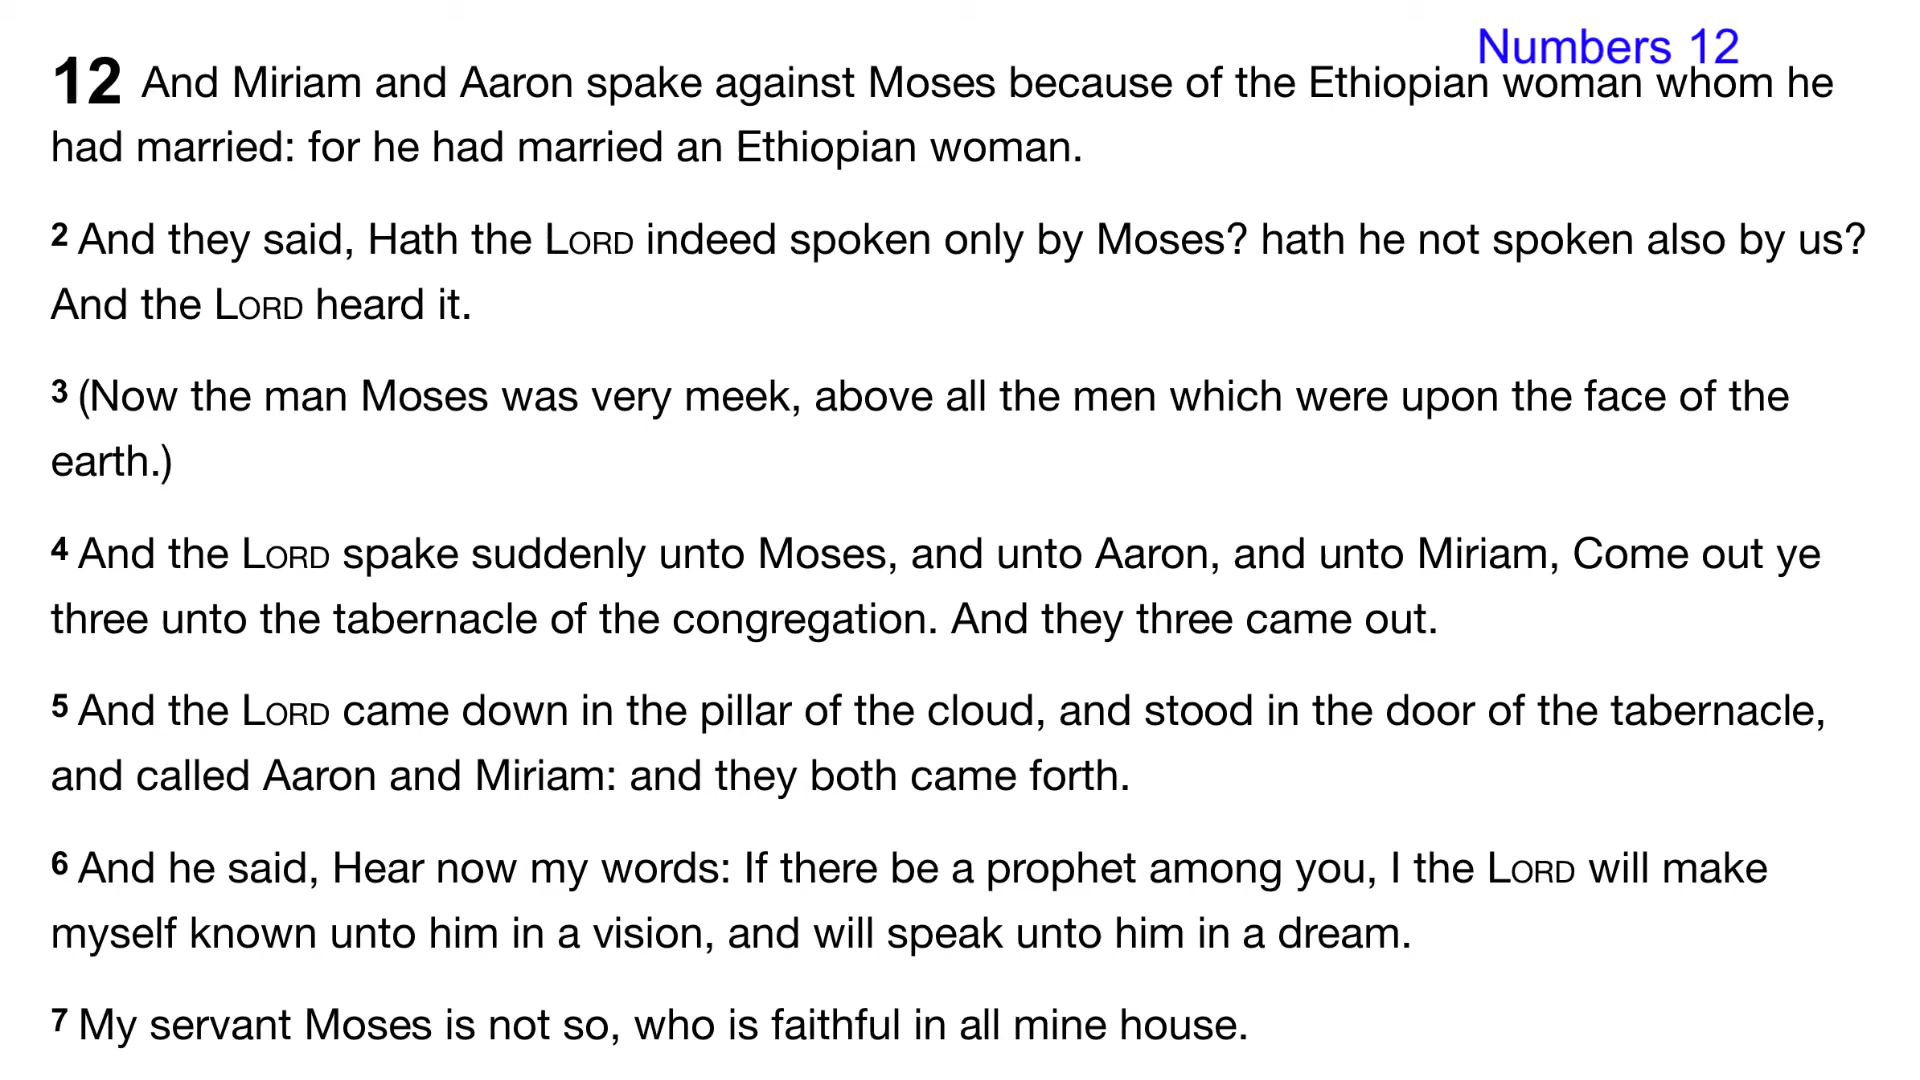 Numbers 12
12 And Miriam and Aaron spake against Moses because of the Ethiopian woman whom he
had married: for he had married an Ethiopian woman.
2 And they said, Hath the LORD indeed spoken only by Moses? hath he not spoken also by us?
And the LORD heard it.
3 (Now the man Moses was very meek, above all the men which were upon the face of the
earth.)
4 And the LORD spake suddenly unto Moses, and unto Aaron, and unto Miriam, Come out ye
three unto the tabernacle of the congregation. And they three came out.
5 And the LORD came down in the pillar of the cloud, and stood in the door of the tabernacle,
and called Aaron and Miriam: and they both came forth.
6 And he said, Hear now my words: If there be a prophet among you, I the LORD will make
myself known unto him in a vision, and will speak unto him in a dream.
7 My servant Moses is not so, who is faithful in all mine house.